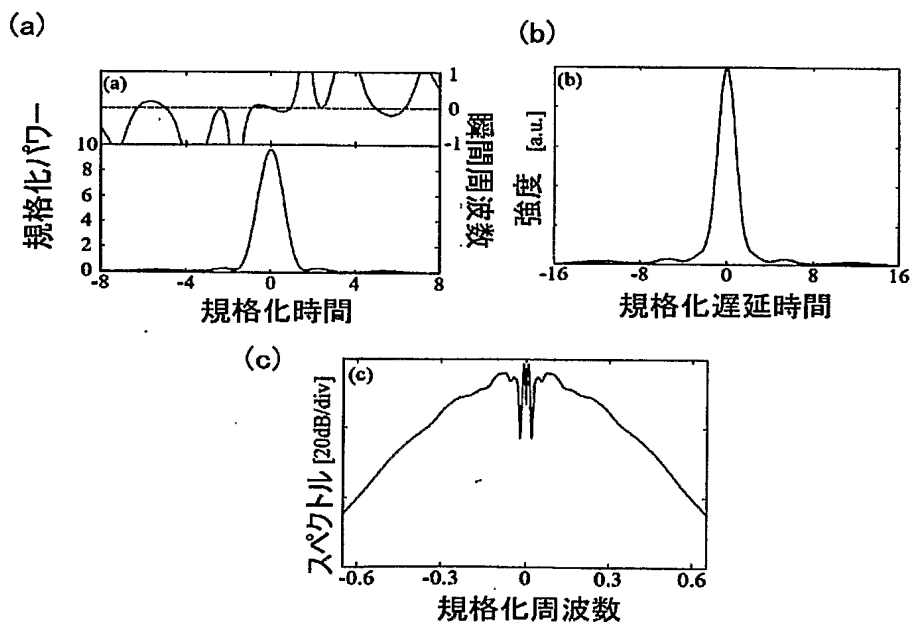 (a)
(a)
規格化パワー
10
8
6
4
2
0
1
0
-1
瞬間周波数
-8
-4
0
4
8
規格化時間
(b)
(b)
強度 [a.u.]
-16
-8
0
8
16
規格化遅延時間
(c)
(c)
スペクトル [20dB/div]
-0.6
-0.3
0
0.3
0.6
規格化周波数